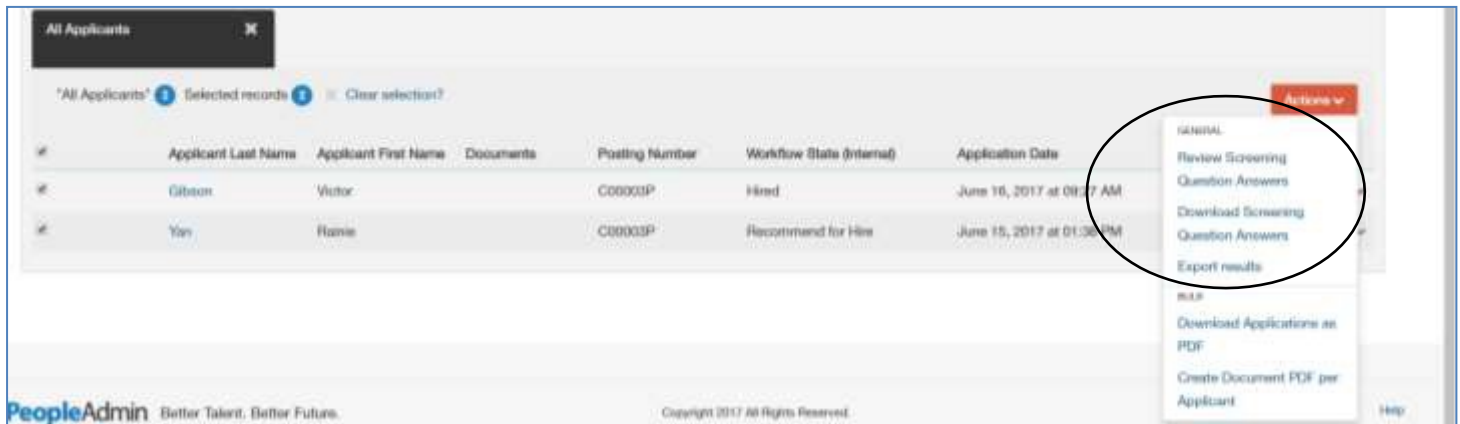 All Applicants ✖
"All Applicants" Selected records Clear selection?
Actions
Applicant Last Name Applicant First Name Documents Posting Number Workflow State (Internal) Application Date
Gibson Victor C00003P Hired June 16, 2017 at 09:27 AM
Yan Rainie C00003P Recommend for Hire June 15, 2017 at 01:36 PM
GENERAL
Review Screening
Question Answers
Download Screening
Question Answers
Export results
BULK
Download Applications as
PDF
Create Document PDF per
Applicant
PeopleAdmin Better Talent. Better Future.
Copyright 2017 All Rights Reserved.
Help